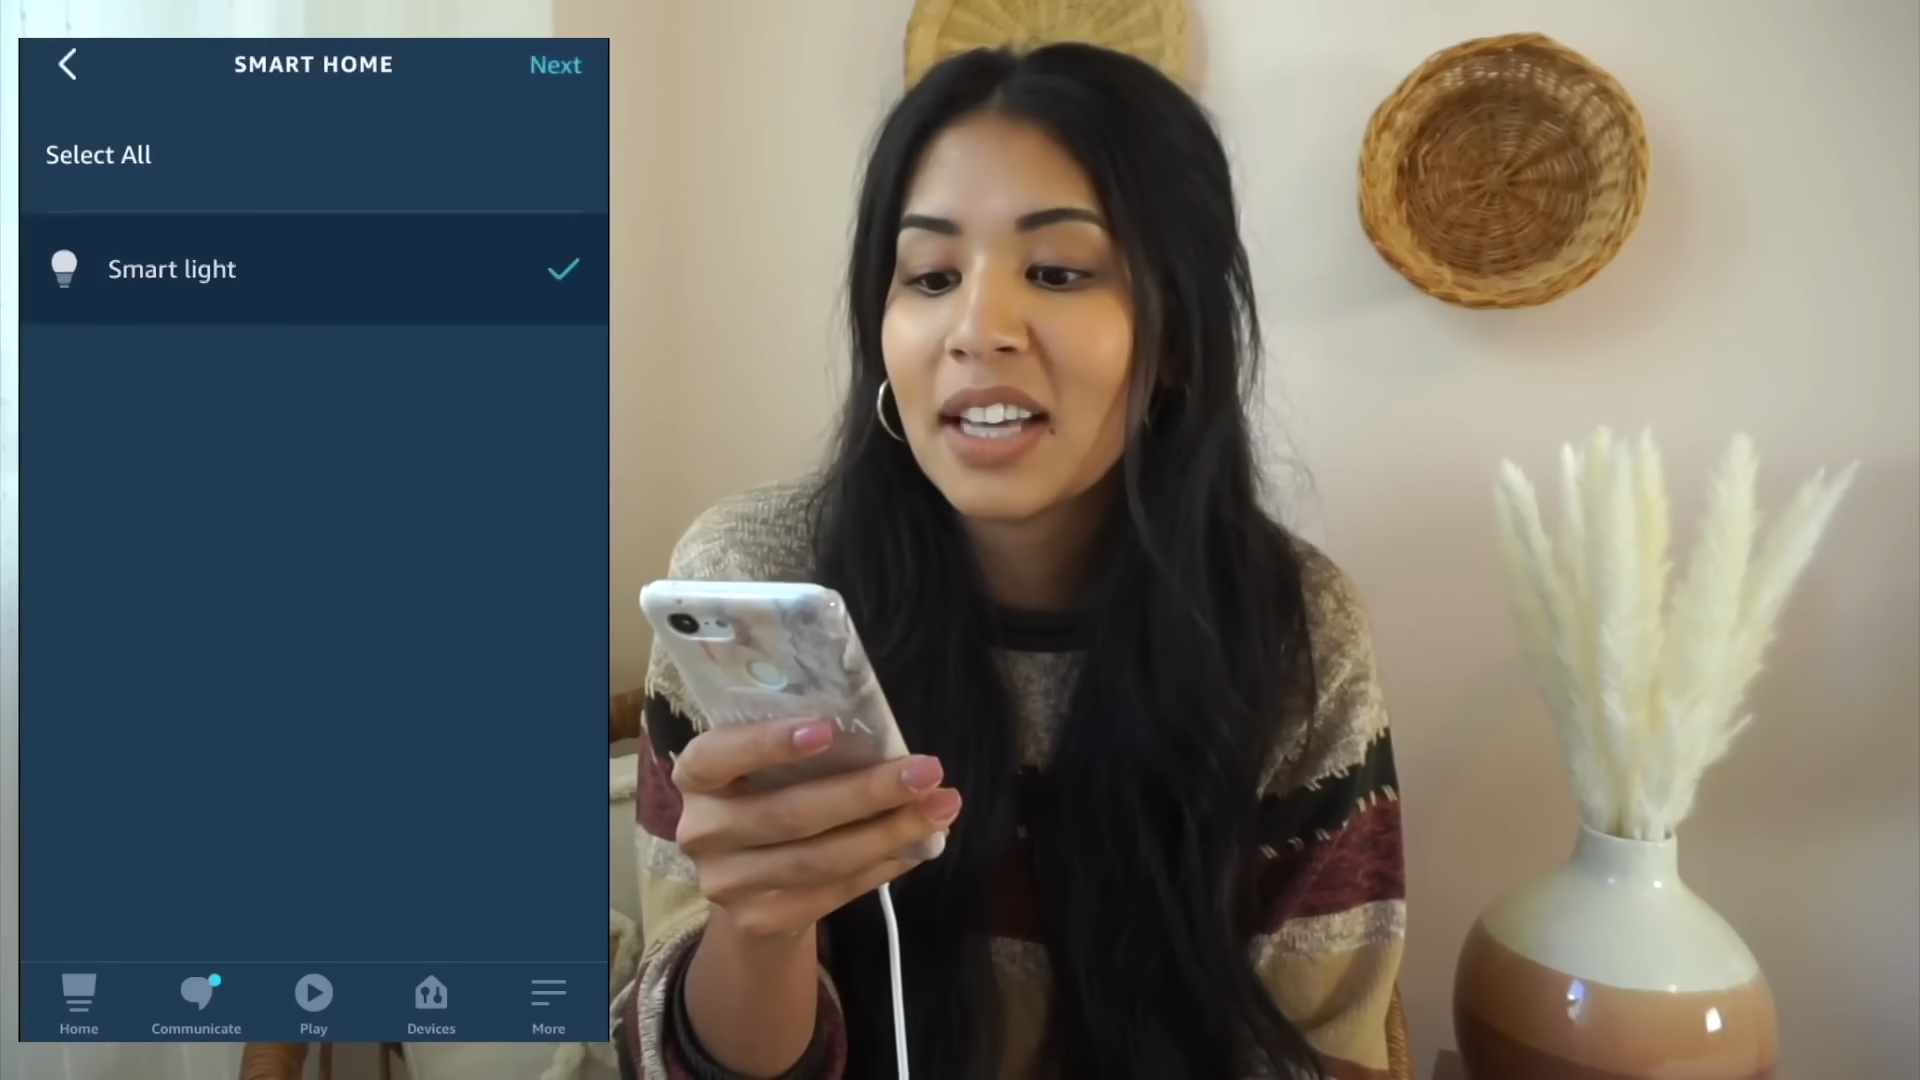 SMART HOME
Next
Select All
Smart light
Home
Communicate
Play
Devices
More